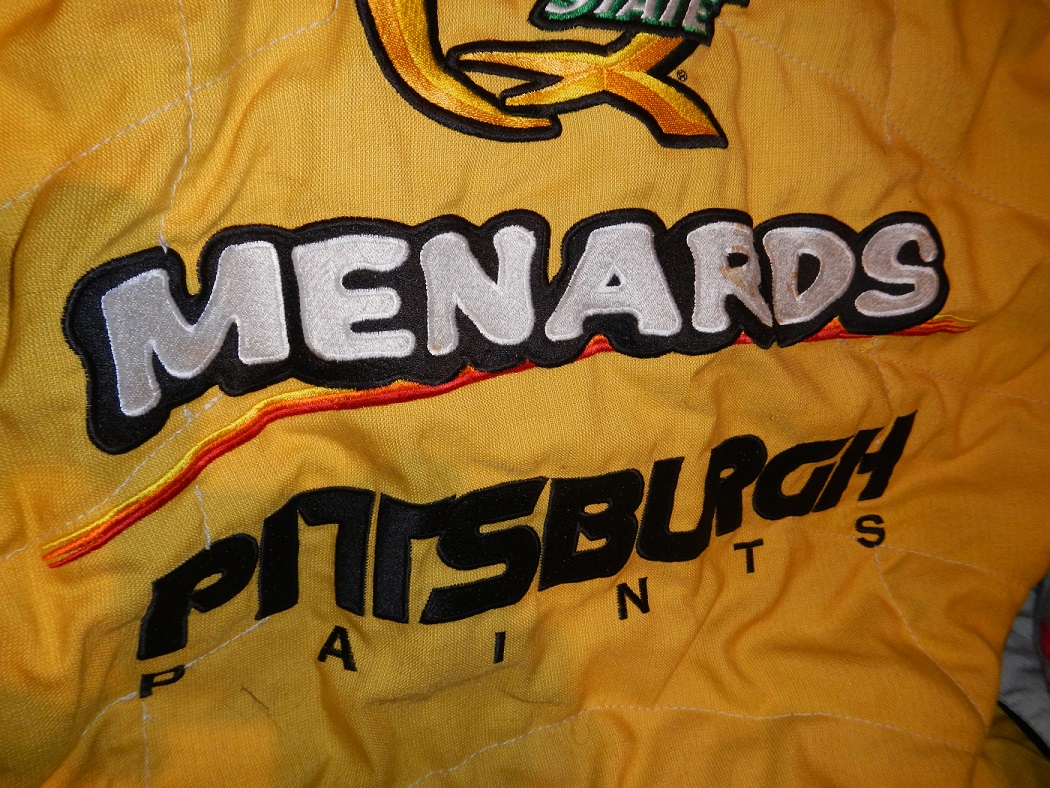 STATE
®
MENARDS
PITTSBURGH
PAINTS